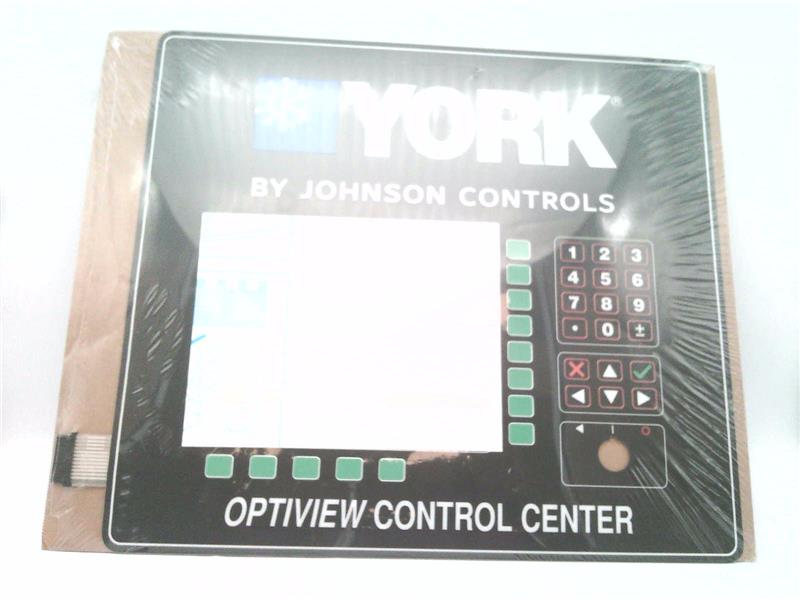 YORK®
BY JOHNSON CONTROLS
1 2 3
4 5 6
7 8 9
• 0 ±
◄ I O
OPTIVIEW CONTROL CENTER